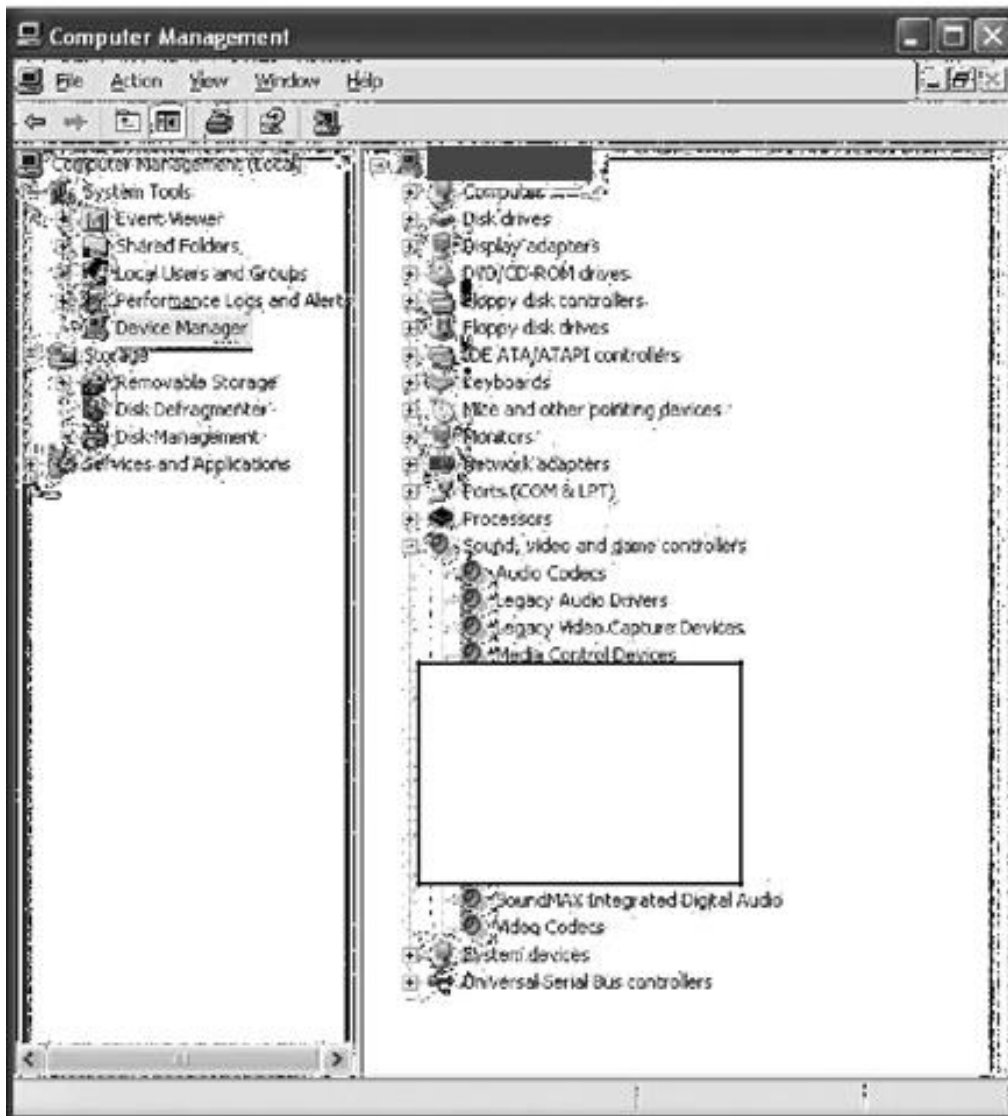 Computer Management
File Action View Window Help
Computer Management (Local)
System Tools
Event Viewer
Shared Folders
Local Users and Groups
Performance Logs and Alert
Device Manager
Storage
Removable Storage
Disk Defragmenter
Disk Management
Services and Applications
Computer
Disk drives
Display adapters
DVD/CD-ROM drives
Floppy disk controllers
Floppy disk drives
IDE ATA/ATAPI controllers
Keyboards
Mice and other pointing devices
Monitors
Network adapters
Ports (COM & LPT)
Processors
Sound, video and game controllers
Audio Codecs
Legacy Audio Drivers
Legacy Video Capture Devices
Media Control Devices
SoundMAX Integrated Digital Audio
Video Codecs
System devices
Universal Serial Bus controllers